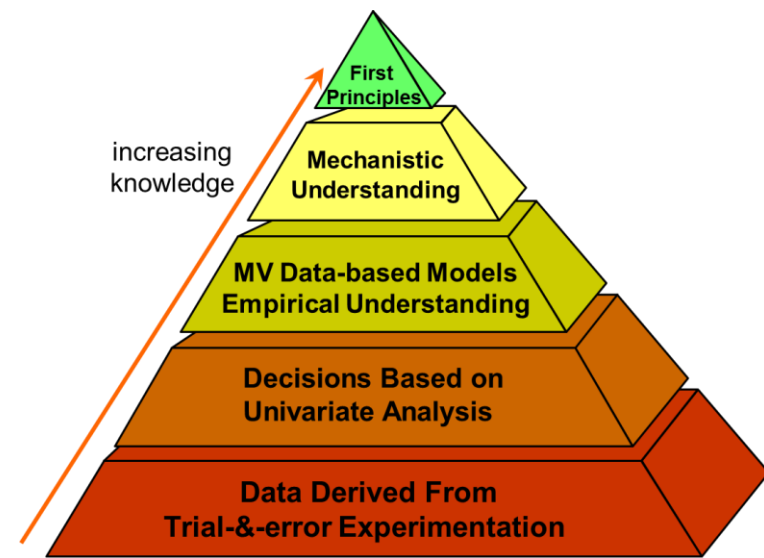 First
Principles
increasing
knowledge
Mechanistic
Understanding
MV Data-based Models
Empirical Understanding
Decisions Based on
Univariate Analysis
Data Derived From
Trial-&-error Experimentation